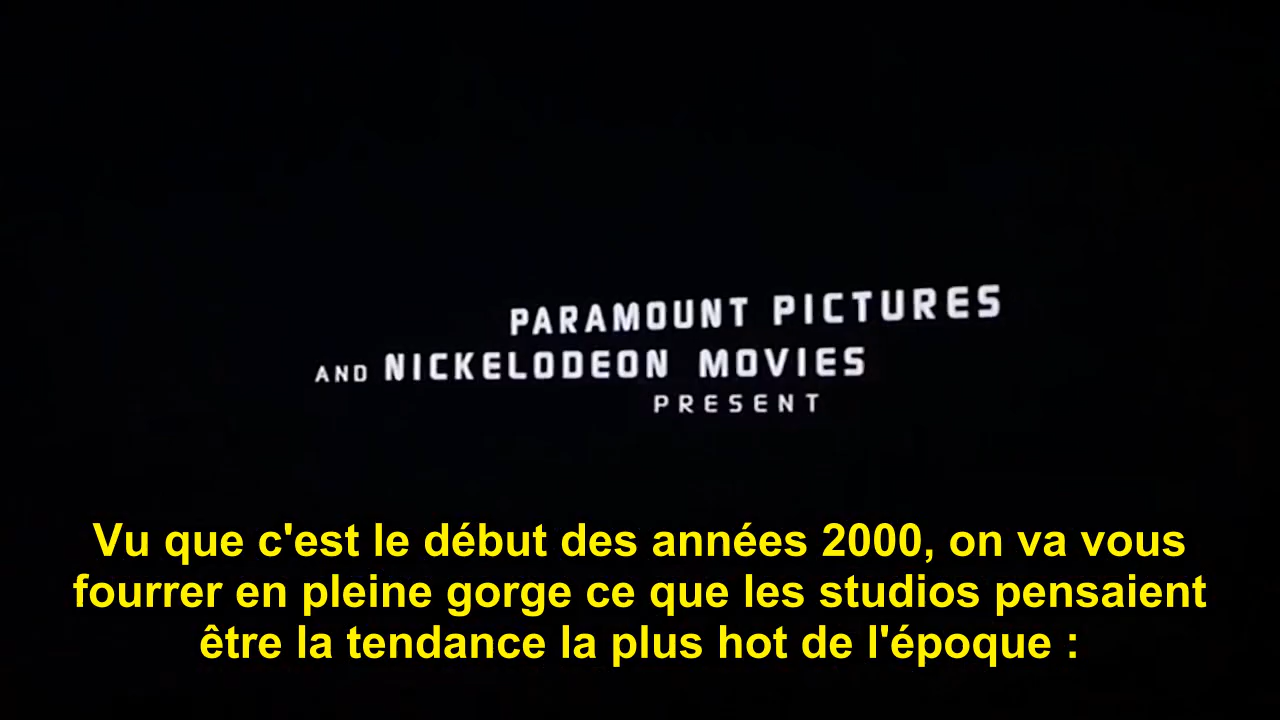 PARAMOUNT PICTURES
AND NICKELODEON MOVIES
PRESENT
Vu que c'est le début des années 2000, on va vous
fourrer en pleine gorge ce que les studios pensaient
être la tendance la plus hot de l'époque :